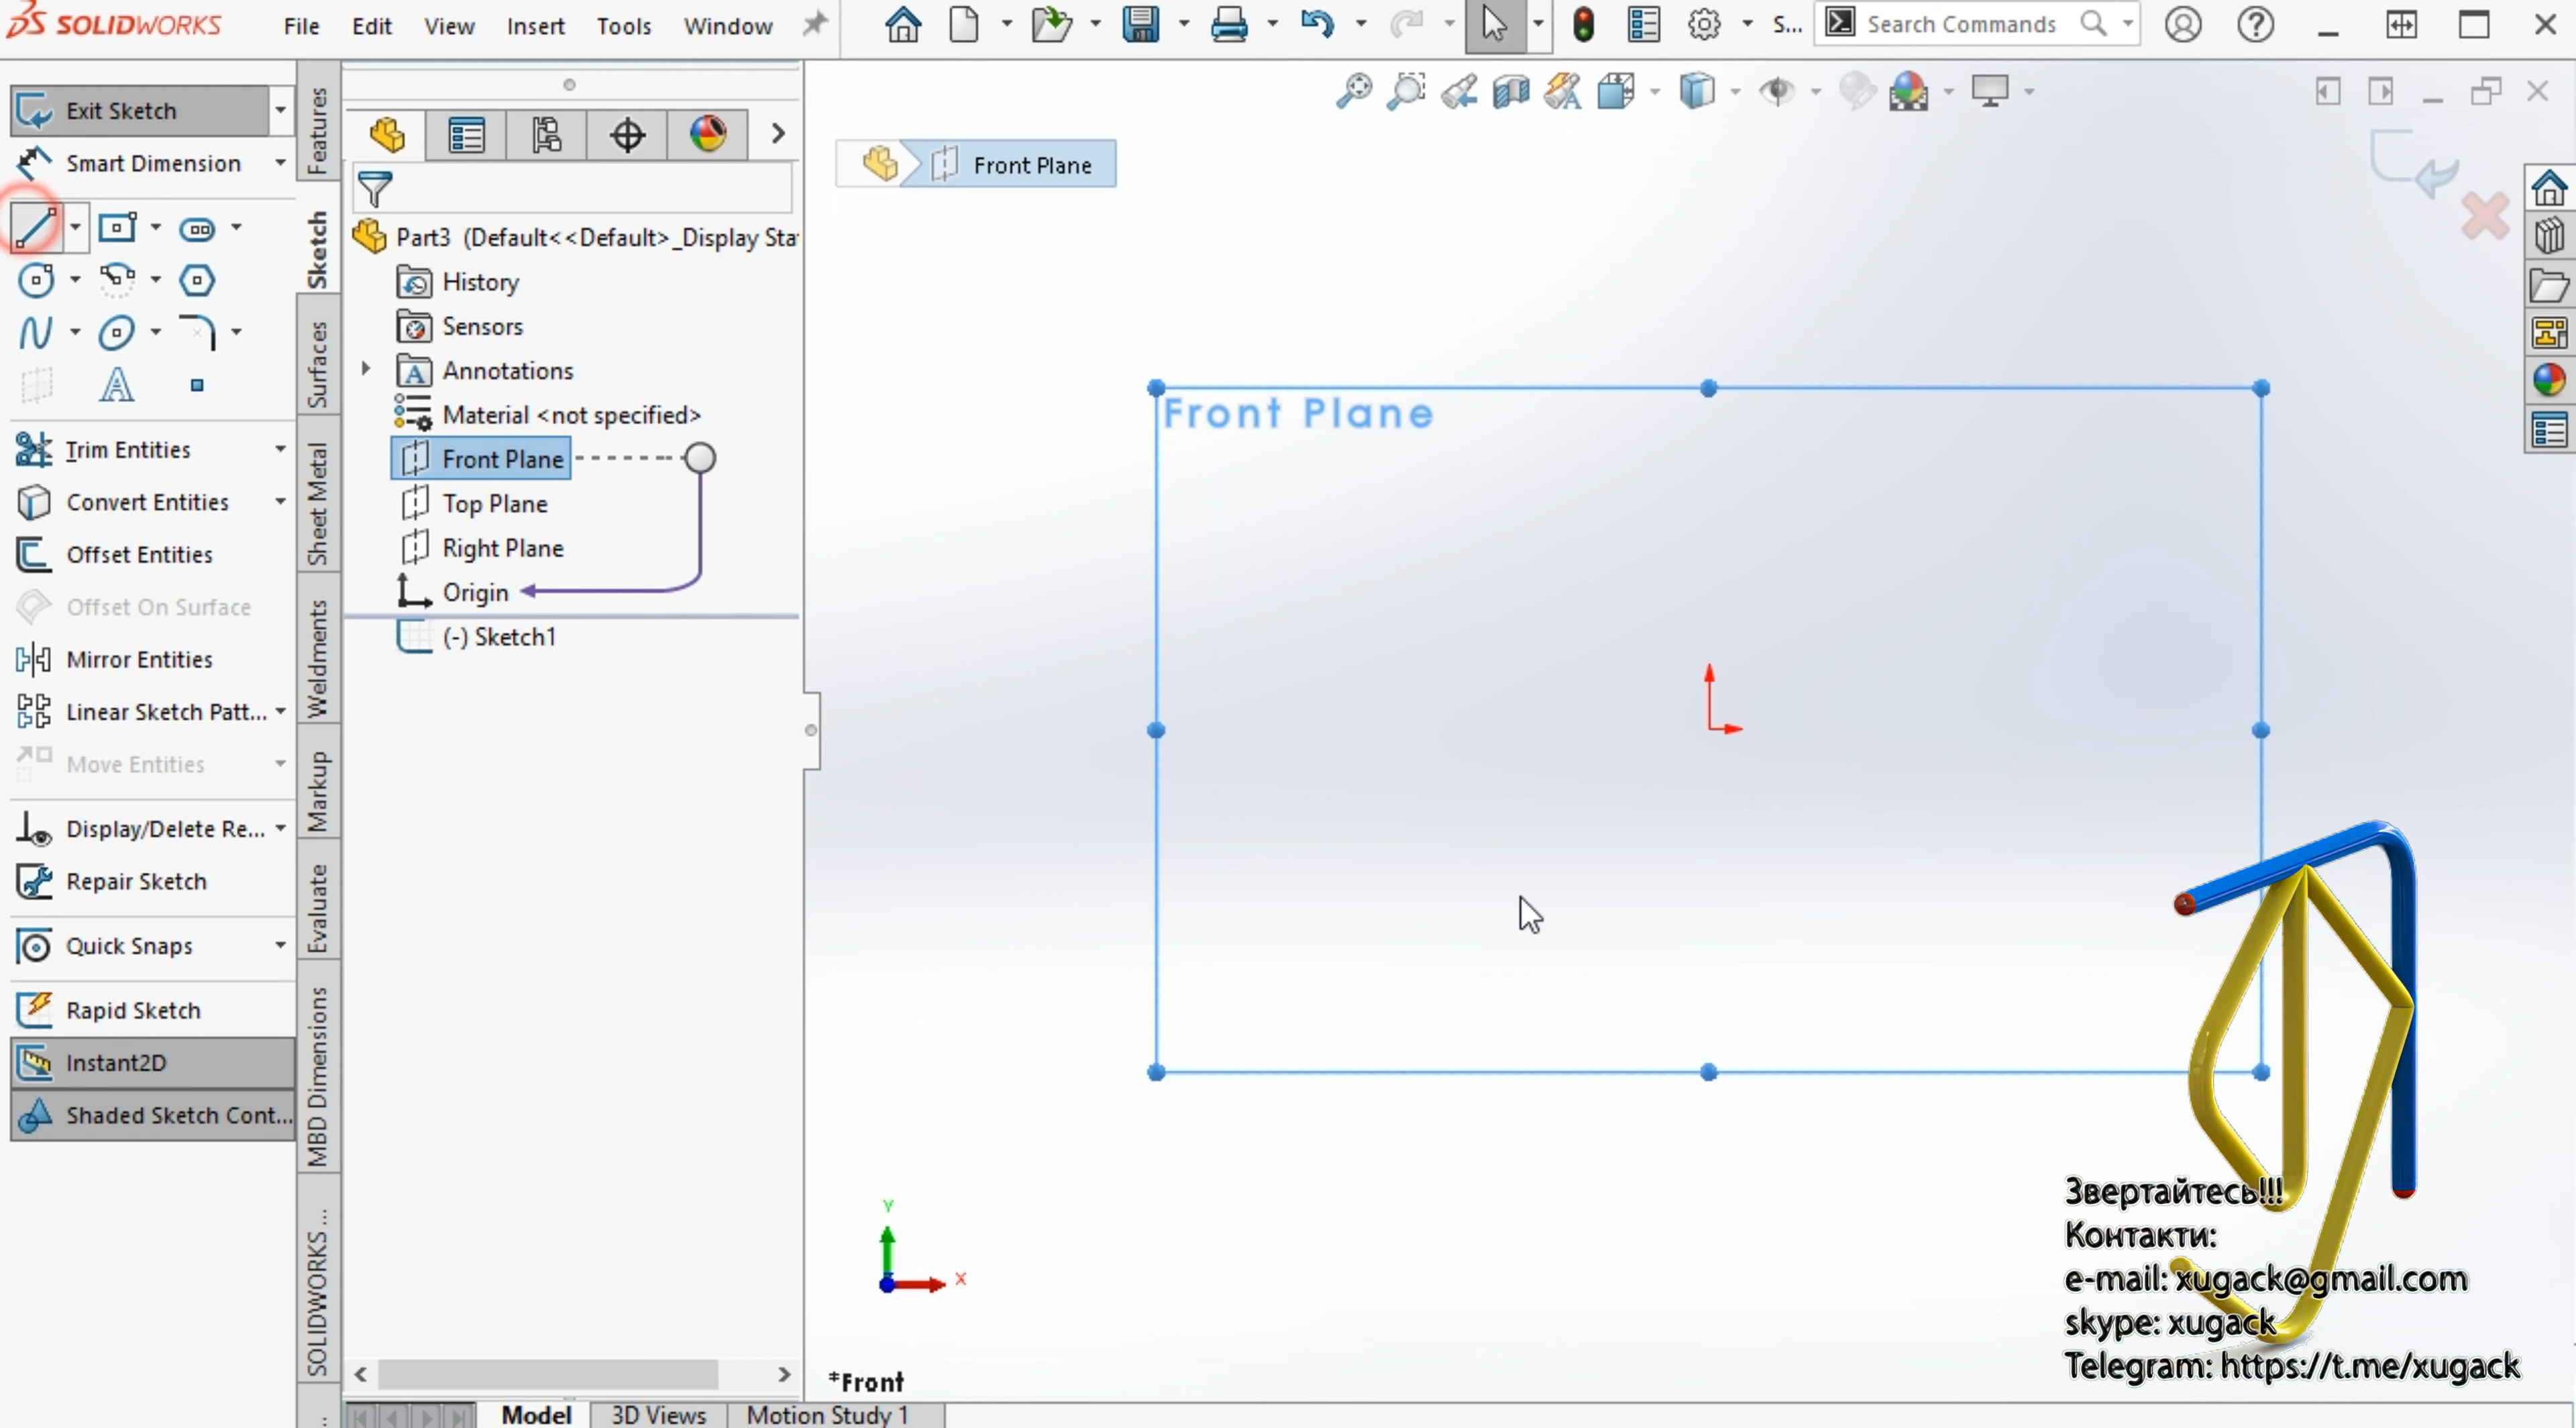 SOLIDWORKS
File Edit View Insert Tools Window
S... Search Commands
Exit Sketch
Smart Dimension
Trim Entities
Convert Entities
Offset Entities
Offset On Surface
Mirror Entities
Linear Sketch Patt...
Move Entities
Display/Delete Re...
Repair Sketch
Quick Snaps
Rapid Sketch
Instant2D
Shaded Sketch Cont...
Features
Sketch
Surfaces
Sheet Metal
Weldments
Markup
Evaluate
MBD Dimensions
SOLIDWORKS ...
...
Part3 (Default<<Default>_Display Sta
History
Sensors
Annotations
Material <not specified>
Front Plane
Top Plane
Right Plane
Origin
(-) Sketch1
Front Plane
Front Plane
Y
X
*Front
Звертайтесь!!!
Контакти:
e-mail: xugack@gmail.com
skype: xugack
Telegram: https://t.me/xugack
Model 3D Views Motion Study 1